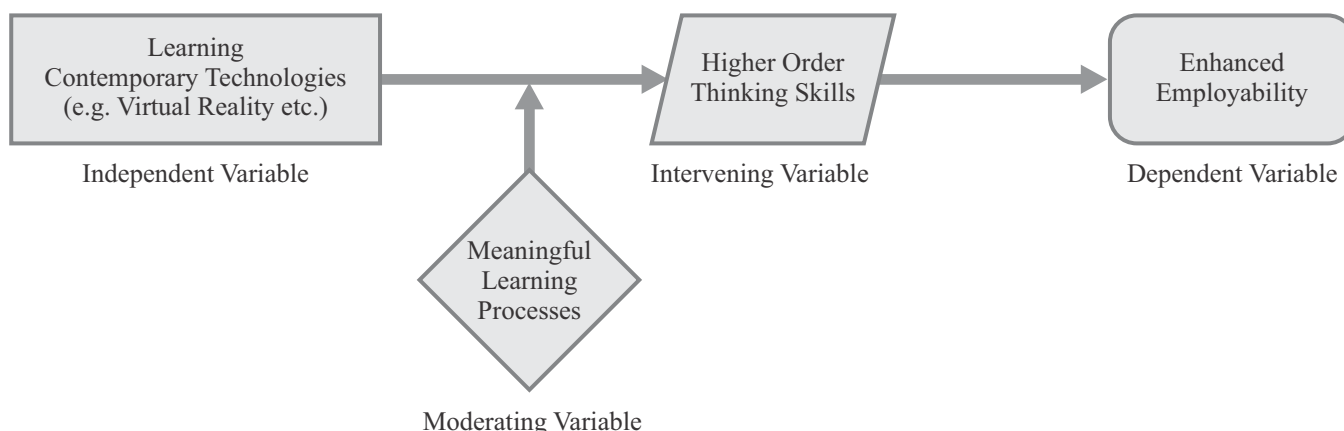 Learning
Contemporary Technologies
(e.g. Virtual Reality etc.)
Independent Variable
Higher Order
Thinking Skills
Intervening Variable
Enhanced
Employability
Dependent Variable
Meaningful
Learning
Processes
Moderating Variable